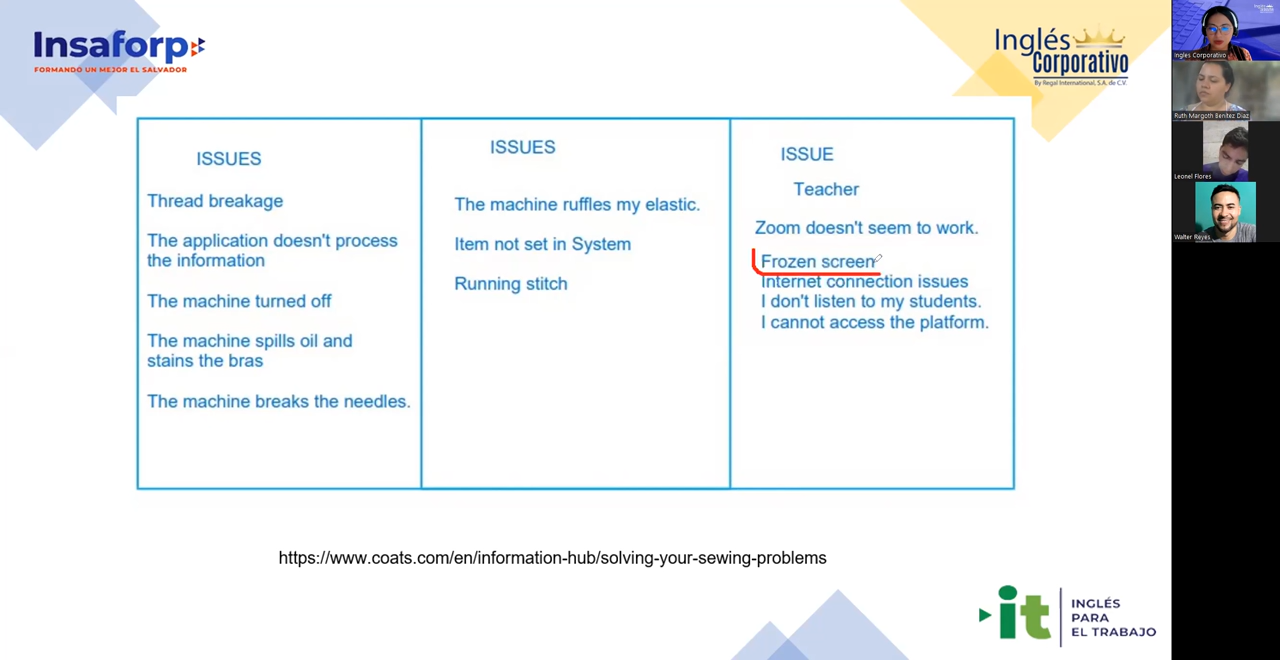 Insaforp
FORMANDO UN MEJOR EL SALVADOR
Inglés
Corporativo
By Regal International, S.A. de C.V.
ISSUES
Thread breakage
The application doesn't process
the information
The machine turned off
The machine spills oil and
stains the bras
The machine breaks the needles.
ISSUES
The machine ruffles my elastic.
Item not set in System
Running stitch
ISSUE
Teacher
Zoom doesn't seem to work.
Frozen screen
Internet connection issues
I don't listen to my students.
I cannot access the platform.
https://www.coats.com/en/information-hub/solving-your-sewing-problems
it
INGLÉS
PARA
EL TRABAJO
Ingles Corporativo
Ruth Margoth Benitez Diaz
Leonel Flores
Walter Reyes